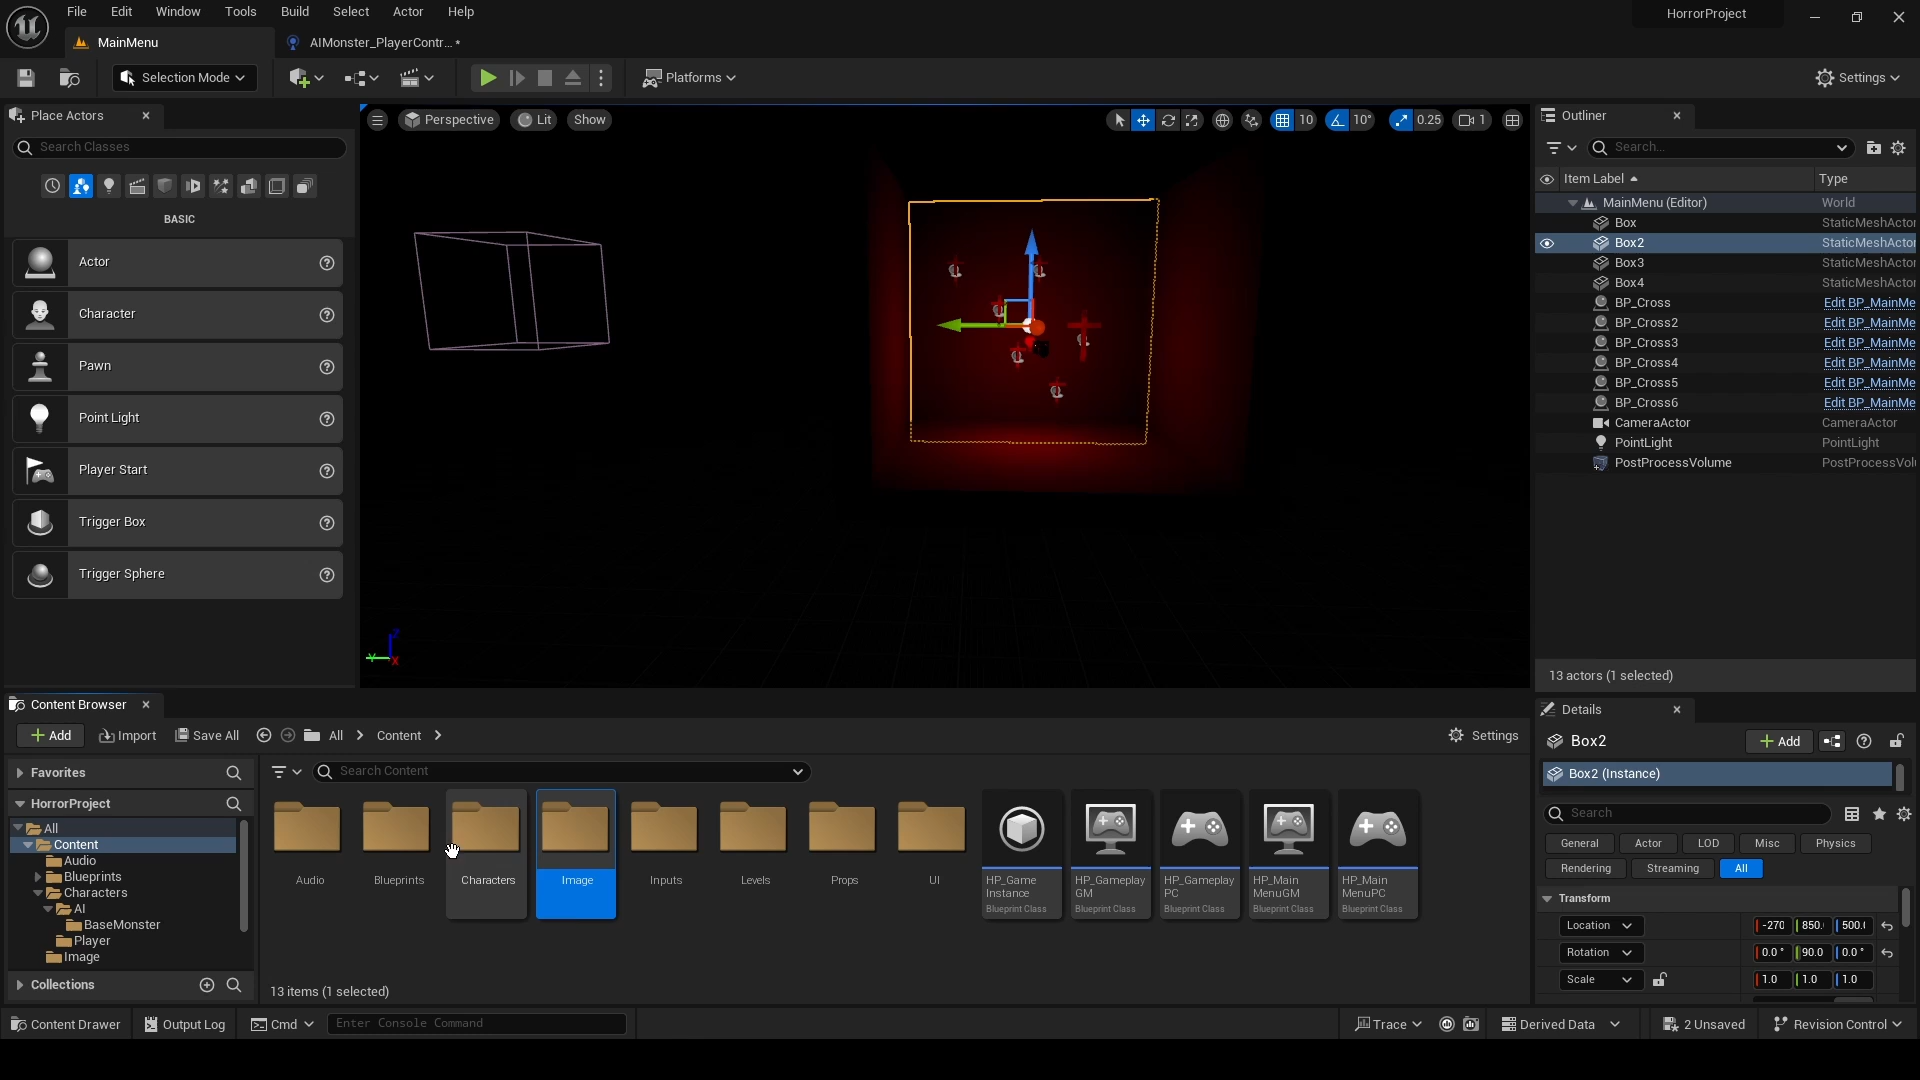 File Edit Window Tools Build Select Actor Help
HorrorProject
MainMenu
AIMonster_PlayerContr... *
Selection Mode
Platforms
Settings
Place Actors
Search Classes
BASIC
Actor
Character
Pawn
Point Light
Player Start
Trigger Box
Trigger Sphere
Perspective
Lit
Show
10
10°
0.25
1
Z
Y
X
Outliner
Search...
Item Label
Type
MainMenu (Editor) World
Box StaticMeshActor
Box2 StaticMeshActor
Box3 StaticMeshActor
Box4 StaticMeshActor
BP_Cross Edit BP_MainMe
BP_Cross2 Edit BP_MainMe
BP_Cross3 Edit BP_MainMe
BP_Cross4 Edit BP_MainMe
BP_Cross5 Edit BP_MainMe
BP_Cross6 Edit BP_MainMe
CameraActor CameraActor
PointLight PointLight
PostProcessVolume PostProcessVol
13 actors (1 selected)
Content Browser
Add
Import
Save All
All
Content
Settings
Favorites
HorrorProject
All
Content
Audio
Blueprints
Characters
AI
BaseMonster
Player
Image
Collections
Search Content
Audio
Blueprints
Characters
Image
Inputs
Levels
Props
UI
HP_Game
Instance
Blueprint Class
HP_Gameplay
GM
Blueprint Class
HP_Gameplay
PC
Blueprint Class
HP_Main
MenuGM
Blueprint Class
HP_Main
MenuPC
Blueprint Class
13 items (1 selected)
Details
Box2
Add
Box2 (Instance)
Search
General
Actor
LOD
Misc
Physics
Rendering
Streaming
All
Transform
Location -270 850. 500.
Rotation 0.0 ° 90.0 0.0 °
Scale 1.0 1.0 1.0
Content Drawer
Output Log
Cmd
Enter Console Command
Trace
Derived Data
2 Unsaved
Revision Control